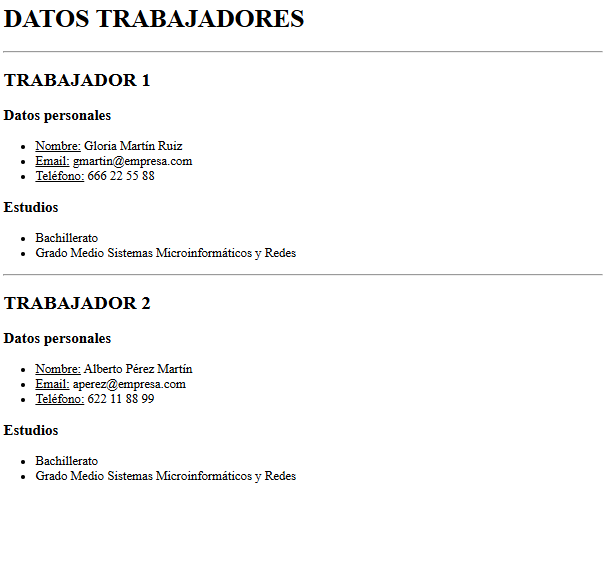 DATOS TRABAJADORES
TRABAJADOR 1
Datos personales
Nombre: Gloria Martín Ruiz
Email: gmartin@empresa.com
Teléfono: 666 22 55 88
Estudios
Bachillerato
Grado Medio Sistemas Microinformáticos y Redes
TRABAJADOR 2
Datos personales
Nombre: Alberto Pérez Martín
Email: aperez@empresa.com
Teléfono: 622 11 88 99
Estudios
Bachillerato
Grado Medio Sistemas Microinformáticos y Redes